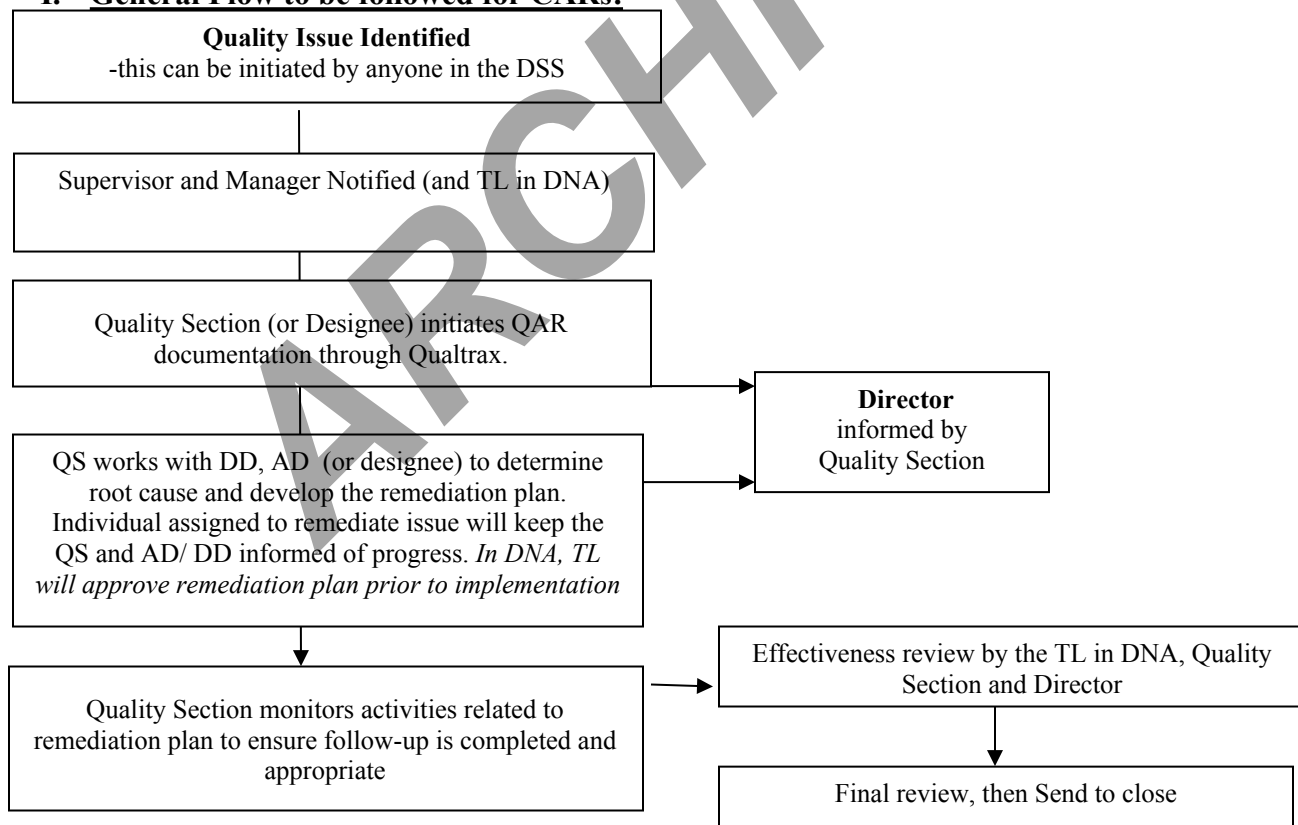 I. General Flow to be followed for CARs:
Quality Issue Identified
-this can be initiated by anyone in the DSS
Supervisor and Manager Notified (and TL in DNA)
Quality Section (or Designee) initiates QAR
documentation through Qualtrax.
Director
informed by
Quality Section
QS works with DD, AD (or designee) to determine
root cause and develop the remediation plan.
Individual assigned to remediate issue will keep the
QS and AD/ DD informed of progress. In DNA, TL
will approve remediation plan prior to implementation
Effectiveness review by the TL in DNA, Quality
Section and Director
Quality Section monitors activities related to
remediation plan to ensure follow-up is completed and
appropriate
Final review, then Send to close
ARCHI